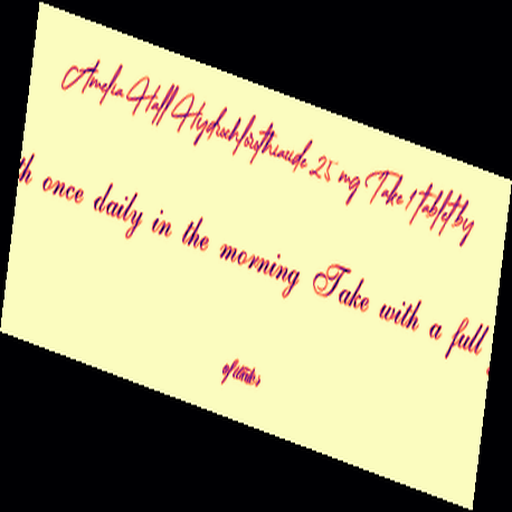 Amelia Hall Hydrochlorothiazide 25 mg Take 1 tablet by
th once daily in the morning Take with a full
of water